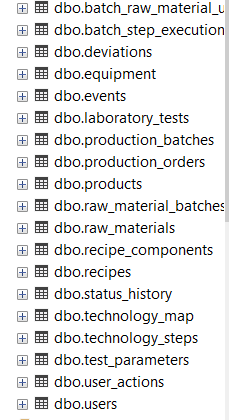 dbo.batch_raw_material_u
dbo.batch_step_execution
dbo.deviations
dbo.equipment
dbo.events
dbo.laboratory_tests
dbo.production_batches
dbo.production_orders
dbo.products
dbo.raw_material_batches
dbo.raw_materials
dbo.recipe_components
dbo.recipes
dbo.status_history
dbo.technology_map
dbo.technology_steps
dbo.test_parameters
dbo.user_actions
dbo.users